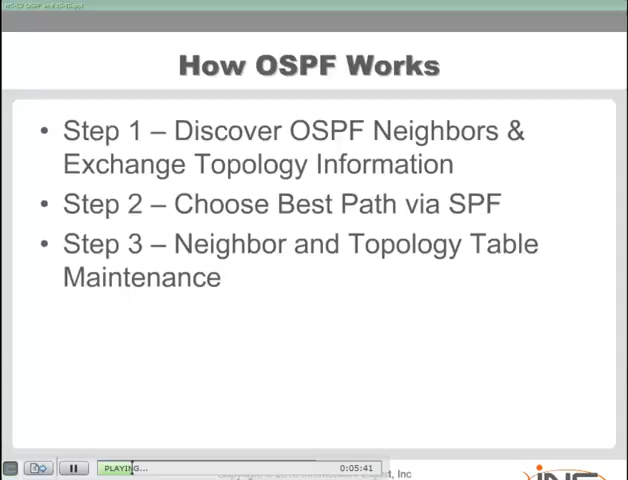 How OSPF Works
• Step 1 – Discover OSPF Neighbors &
Exchange Topology Information
• Step 2 – Choose Best Path via SPF
• Step 3 – Neighbor and Topology Table
Maintenance
PLAYING...
0:05:41
Inc